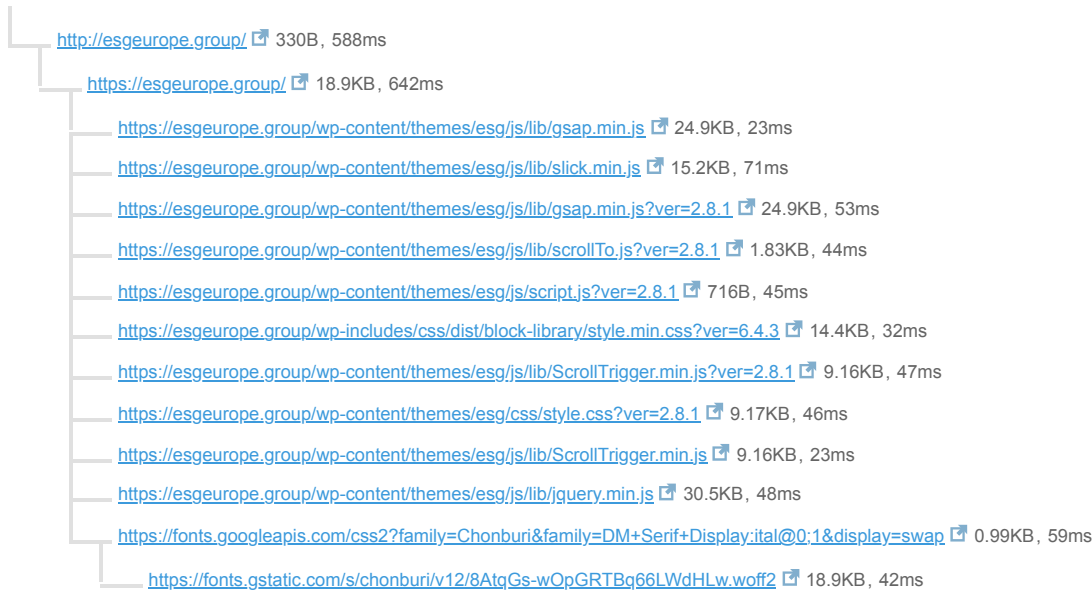 http://esgeurope.group/ 330B, 588ms
https://esgeurope.group/ 18.9KB, 642ms
https://esgeurope.group/wp-content/themes/esg/js/lib/gsap.min.js 24.9KB, 23ms
https://esgeurope.group/wp-content/themes/esg/js/lib/slick.min.js 15.2KB, 71ms
https://esgeurope.group/wp-content/themes/esg/js/lib/gsap.min.js?ver=2.8.1 24.9KB, 53ms
https://esgeurope.group/wp-content/themes/esg/js/lib/scrollTo.js?ver=2.8.1 1.83KB, 44ms
https://esgeurope.group/wp-content/themes/esg/js/script.js?ver=2.8.1 716B, 45ms
https://esgeurope.group/wp-includes/css/dist/block-library/style.min.css?ver=6.4.3 14.4KB, 32ms
https://esgeurope.group/wp-content/themes/esg/js/lib/ScrollTrigger.min.js?ver=2.8.1 9.16KB, 47ms
https://esgeurope.group/wp-content/themes/esg/css/style.css?ver=2.8.1 9.17KB, 46ms
https://esgeurope.group/wp-content/themes/esg/js/lib/ScrollTrigger.min.js 9.16KB, 23ms
https://esgeurope.group/wp-content/themes/esg/js/lib/jquery.min.js 30.5KB, 48ms
https://fonts.googleapis.com/css2?family=Chonburi&family=DM+Serif+Display:ital@0;1&display=swap 0.99KB, 59ms
https://fonts.gstatic.com/s/chonburi/v12/8AtqGs-wOpGRTBq66LWdHLw.woff2 18.9KB, 42ms